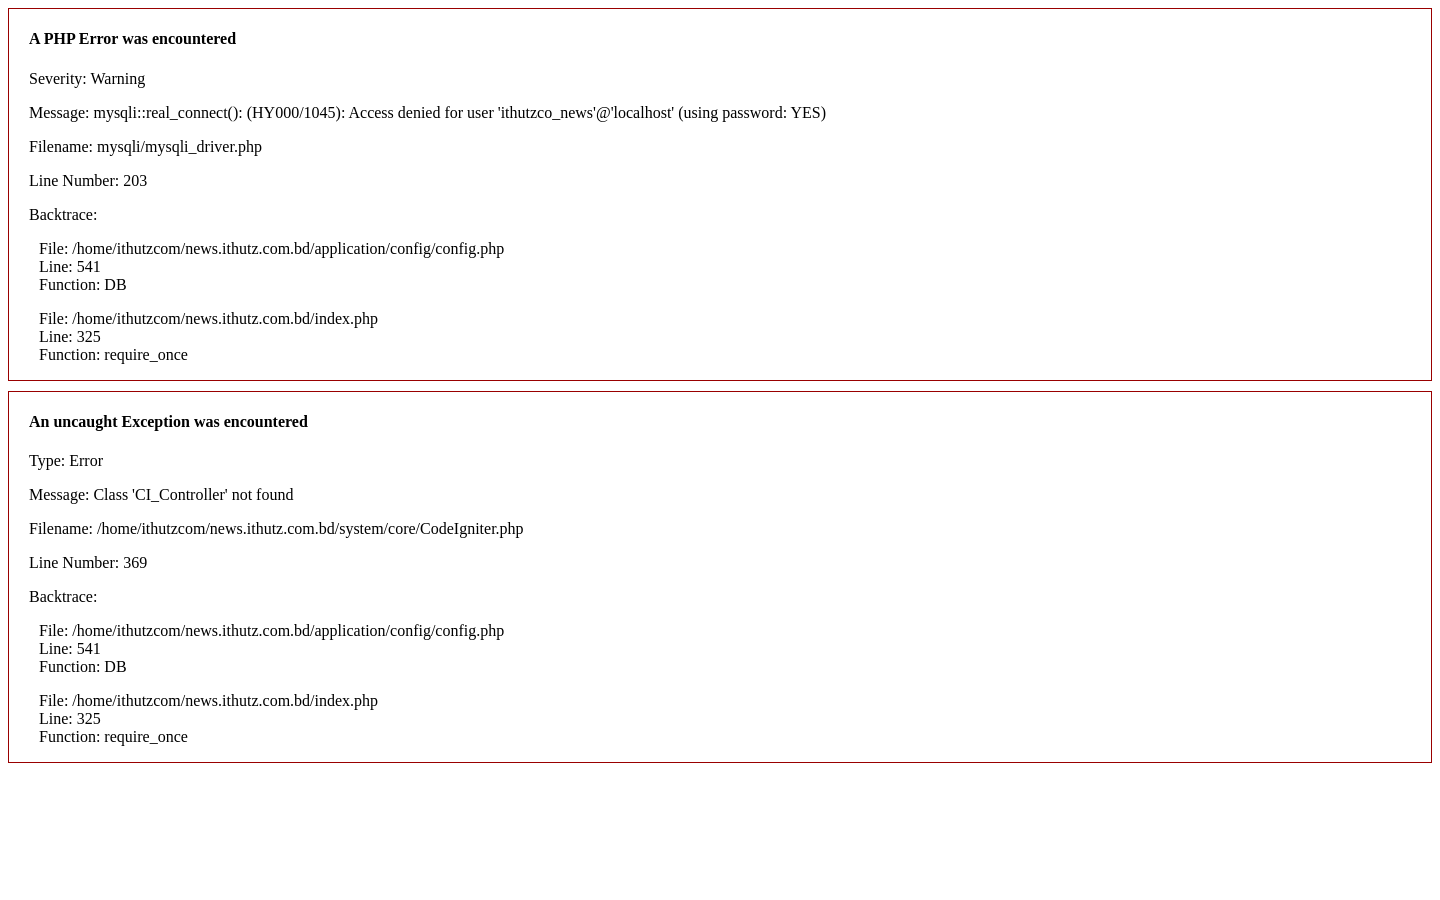 A PHP Error was encountered
Severity: Warning
Message: mysqli::real_connect(): (HY000/1045): Access denied for user 'ithutzco_news'@'localhost' (using password: YES)
Filename: mysqli/mysqli_driver.php
Line Number: 203
Backtrace:
File: /home/ithutzcom/news.ithutz.com.bd/application/config/config.php
Line: 541
Function: DB
File: /home/ithutzcom/news.ithutz.com.bd/index.php
Line: 325
Function: require_once
An uncaught Exception was encountered
Type: Error
Message: Class 'CI_Controller' not found
Filename: /home/ithutzcom/news.ithutz.com.bd/system/core/CodeIgniter.php
Line Number: 369
Backtrace:
File: /home/ithutzcom/news.ithutz.com.bd/application/config/config.php
Line: 541
Function: DB
File: /home/ithutzcom/news.ithutz.com.bd/index.php
Line: 325
Function: require_once